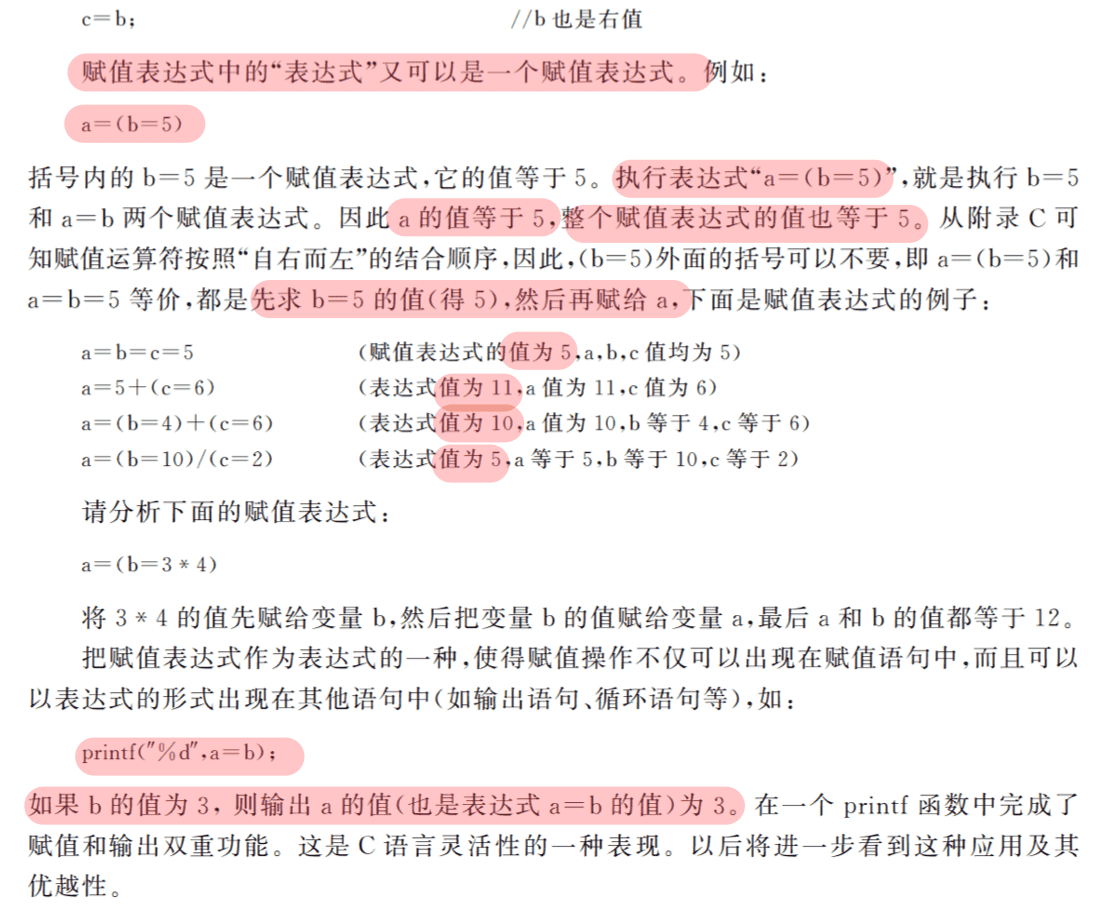 c=b; //b 也是右值
赋值表达式中的“表达式”又可以是一个赋值表达式。例如：
a=(b=5)
括号内的 b=5 是一个赋值表达式,它的值等于 5。执行表达式“a=(b=5)”,就是执行 b=5
和 a=b 两个赋值表达式。因此 a 的值等于 5,整个赋值表达式的值也等于 5。从附录 C 可
知赋值运算符按照“自右而左”的结合顺序,因此,(b=5)外面的括号可以不要,即 a=(b=5)和
a=b=5 等价,都是先求 b=5 的值(得 5),然后再赋给 a,下面是赋值表达式的例子：
a=b=c=5 (赋值表达式的值为 5,a,b,c 值均为 5)
a=5+(c=6) (表达式值为 11,a 值为 11,c 值为 6)
a=(b=4)+(c=6) (表达式值为 10,a 值为 10,b 等于 4,c 等于 6)
a=(b=10)/(c=2) (表达式值为 5,a 等于 5,b 等于 10,c 等于 2)
请分析下面的赋值表达式：
a=(b=3 * 4)
将 3 * 4 的值先赋给变量 b,然后把变量 b 的值赋给变量 a,最后 a 和 b 的值都等于 12。
把赋值表达式作为表达式的一种,使得赋值操作不仅可以出现在赋值语句中,而且可以
以表达式的形式出现在其他语句中(如输出语句、循环语句等),如：
printf("%d",a=b);
如果 b 的值为 3, 则输出 a 的值(也是表达式 a=b 的值)为 3。在一个 printf 函数中完成了
赋值和输出双重功能。这是 C 语言灵活性的一种表现。以后将进一步看到这种应用及其
优越性。